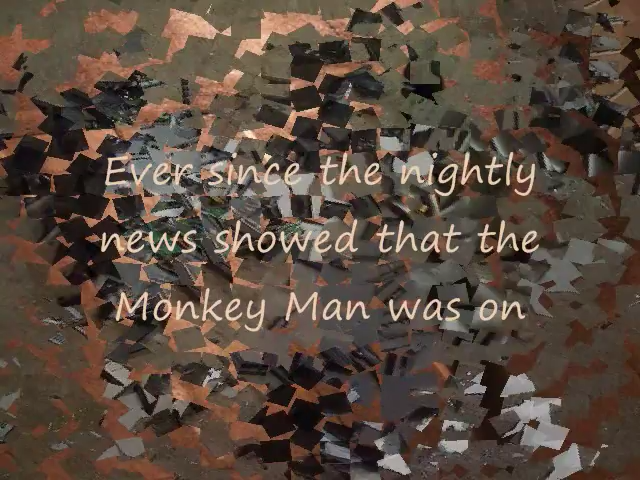 Ever since the nightly
news showed that the
Monkey Man was on